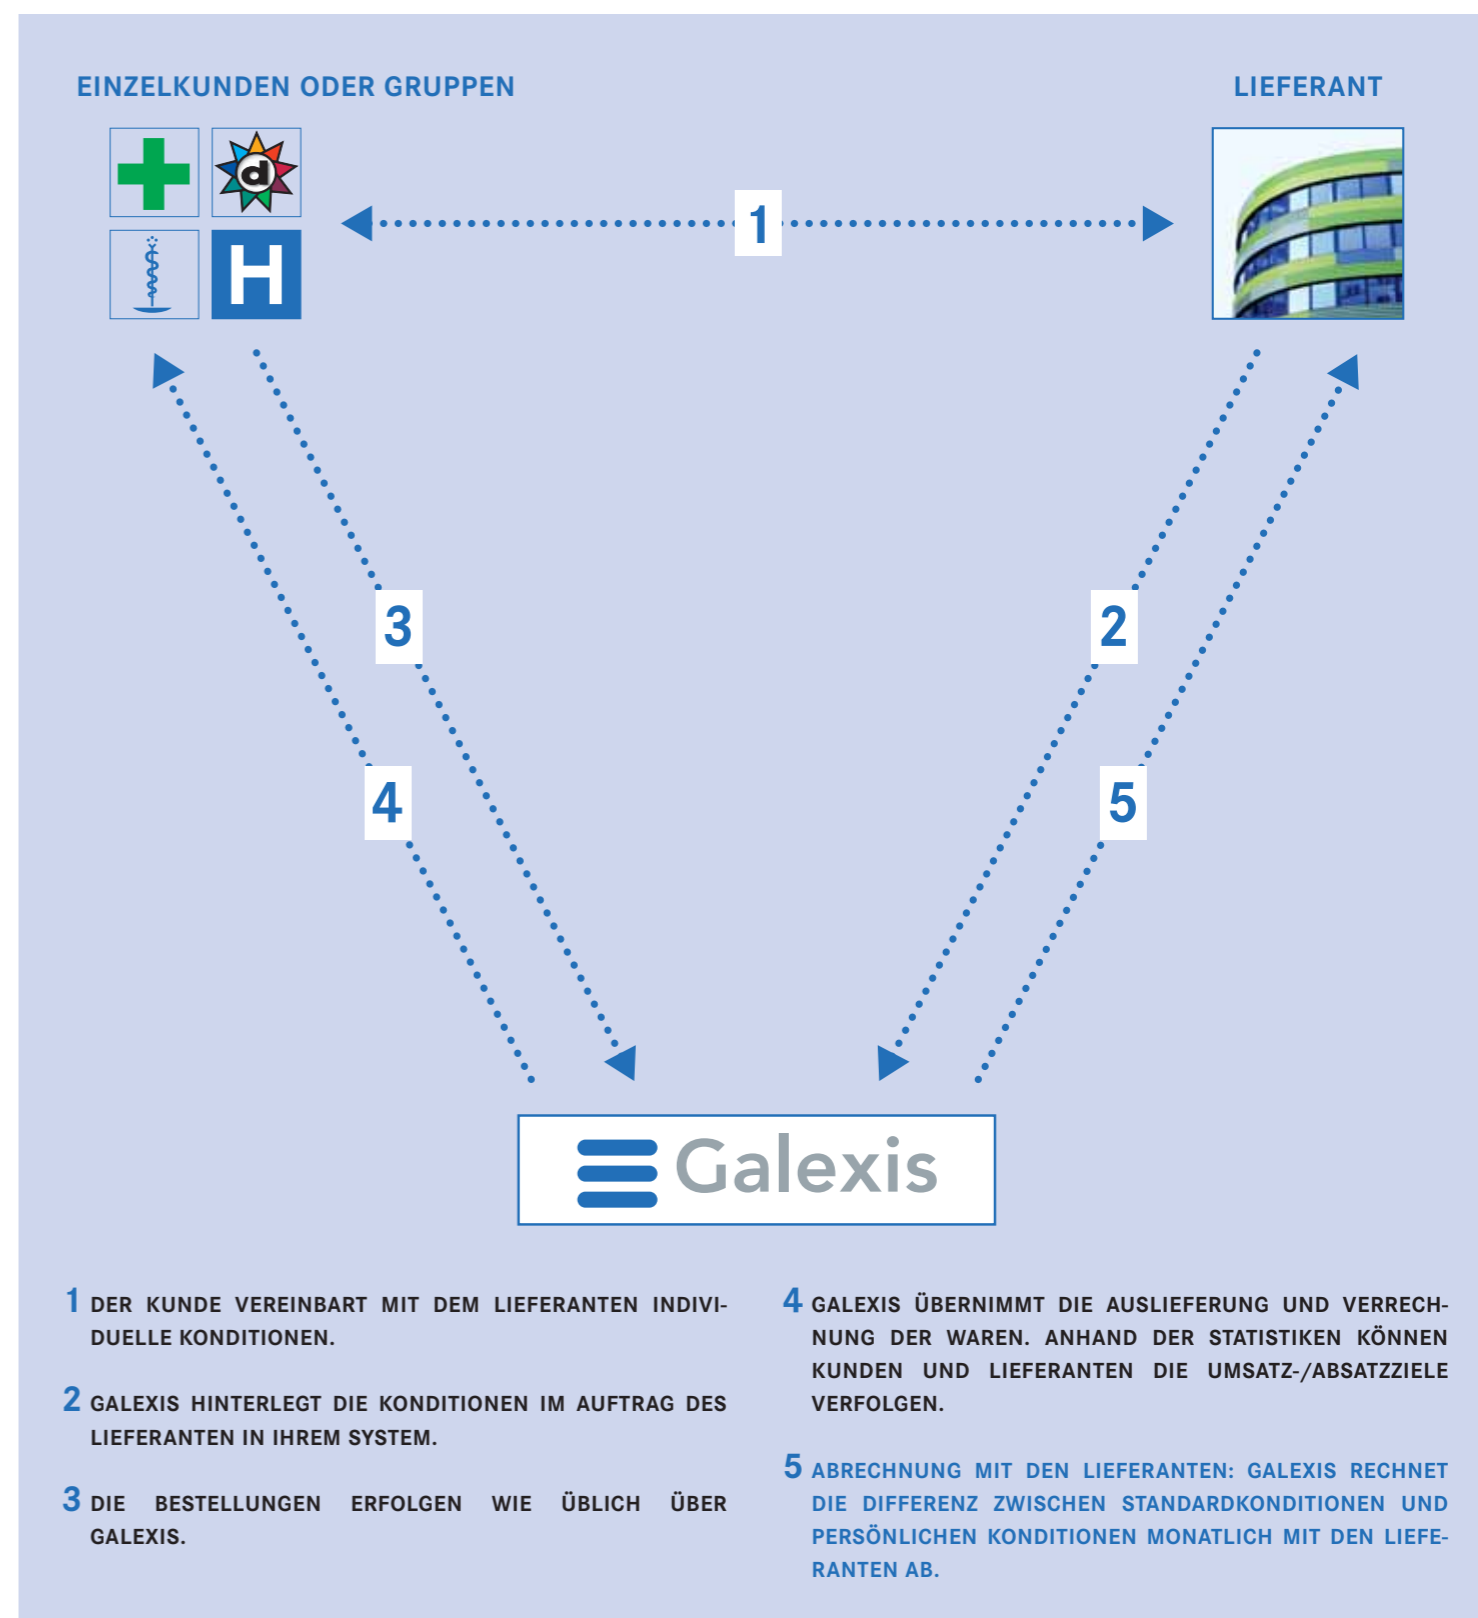 EINZELKUNDEN ODER GRUPPEN
LIEFERANT
d
H
1
3
2
4
5
Galexis
1 DER KUNDE VEREINBART MIT DEM LIEFERANTEN INDIVI-
DUELLE KONDITIONEN.
2 GALEXIS HINTERLEGT DIE KONDITIONEN IM AUFTRAG DES
LIEFERANTEN IN IHREM SYSTEM.
3 DIE BESTELLUNGEN ERFOLGEN WIE ÜBLICH ÜBER
GALEXIS.
4 GALEXIS ÜBERNIMMT DIE AUSLIEFERUNG UND VERRECH-
NUNG DER WAREN. ANHAND DER STATISTIKEN KÖNNEN
KUNDEN UND LIEFERANTEN DIE UMSATZ-/ABSATZZIELE
VERFOLGEN.
5 ABRECHNUNG MIT DEN LIEFERANTEN: GALEXIS RECHNET
DIE DIFFERENZ ZWISCHEN STANDARDKONDITIONEN UND
PERSÖNLICHEN KONDITIONEN MONATLICH MIT DEN LIEFE-
RANTEN AB.